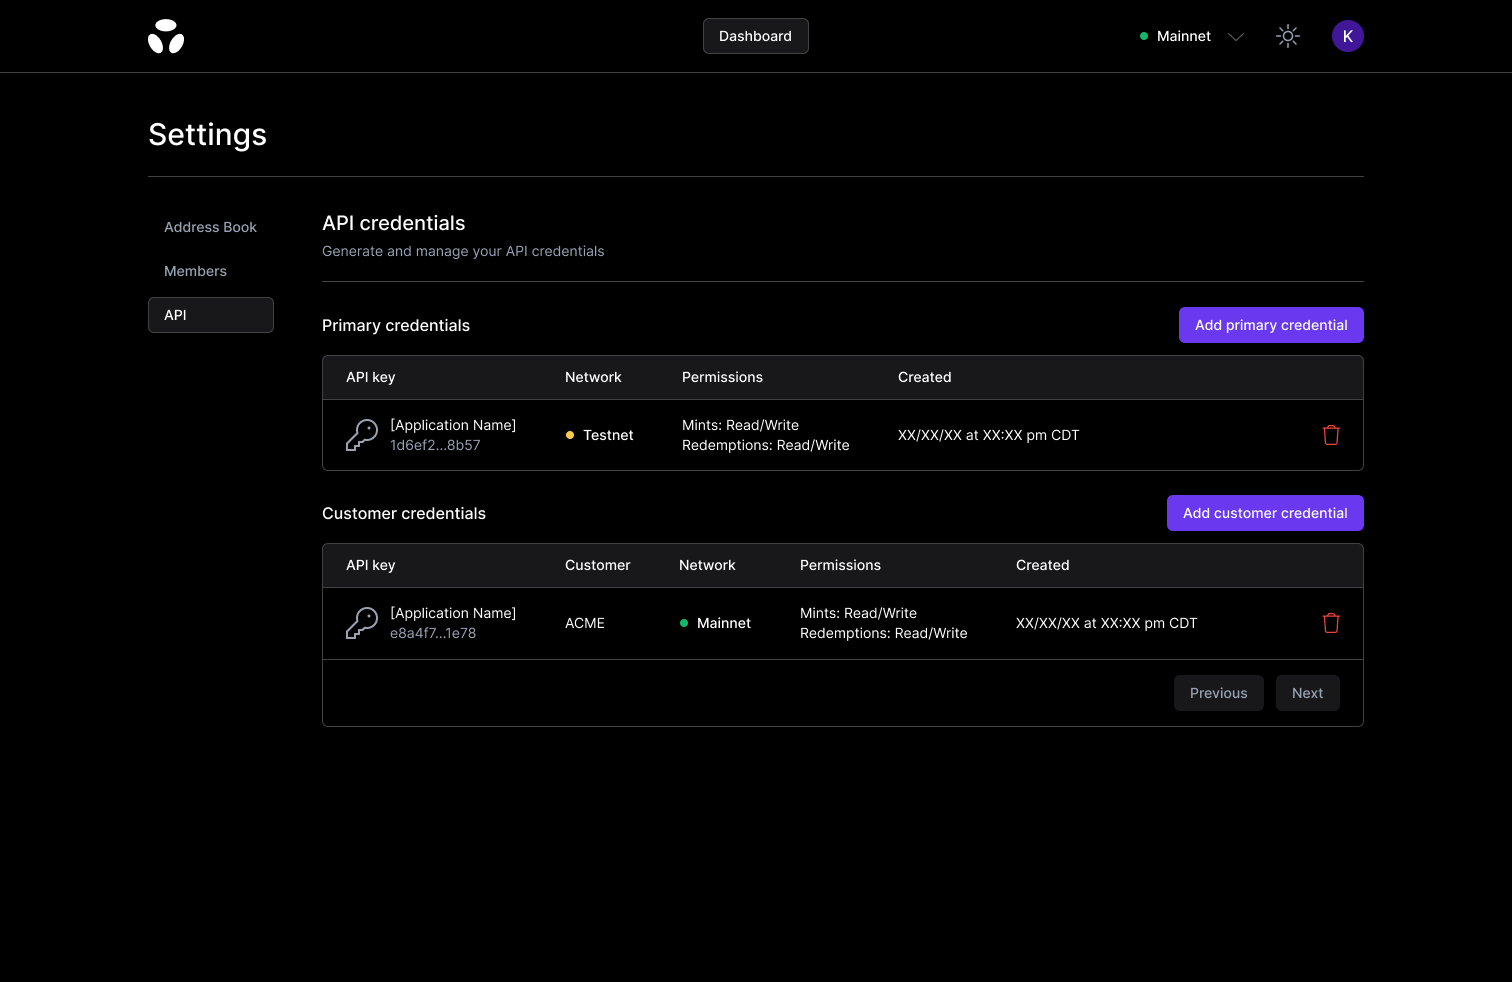 Dashboard
Mainnet
K
Settings
Address Book
Members
API
API credentials
Generate and manage your API credentials
Primary credentials
Add primary credential
API key Network Permissions Created
[Application Name]
1d6ef2...8b57
Testnet
Mints: Read/Write
Redemptions: Read/Write
XX/XX/XX at XX:XX pm CDT
Customer credentials
Add customer credential
API key Customer Network Permissions Created
[Application Name]
e8a4f7...1e78
ACME
Mainnet
Mints: Read/Write
Redemptions: Read/Write
XX/XX/XX at XX:XX pm CDT
Previous
Next